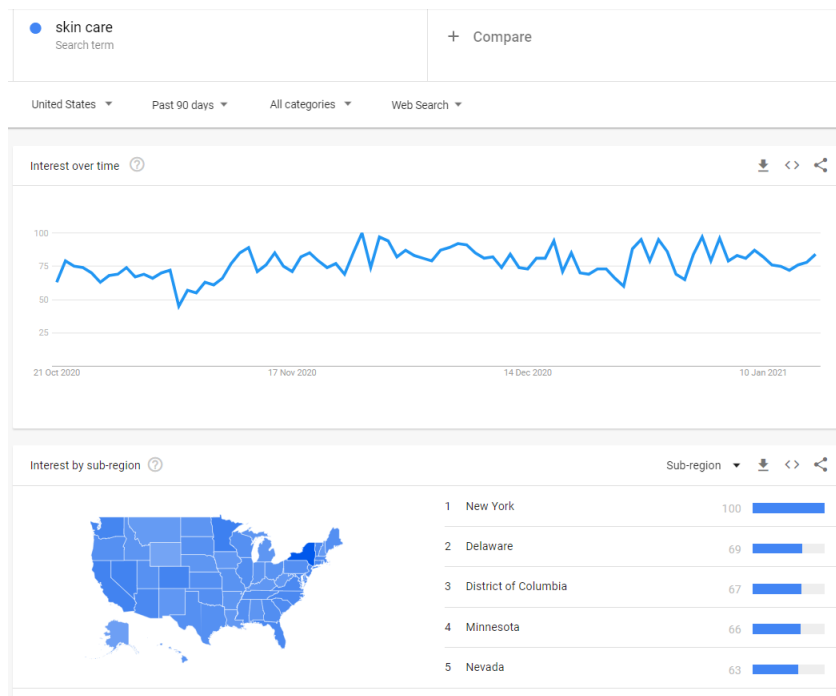 skin care
Search term
+ Compare
United States
Past 90 days
All categories
Web Search
Interest over time ?
100
75
50
25
21 Oct 2020
17 Nov 2020
14 Dec 2020
10 Jan 2021
Interest by sub-region ?
Sub-region
1 New York 100
2 Delaware 69
3 District of Columbia 67
4 Minnesota 66
5 Nevada 63